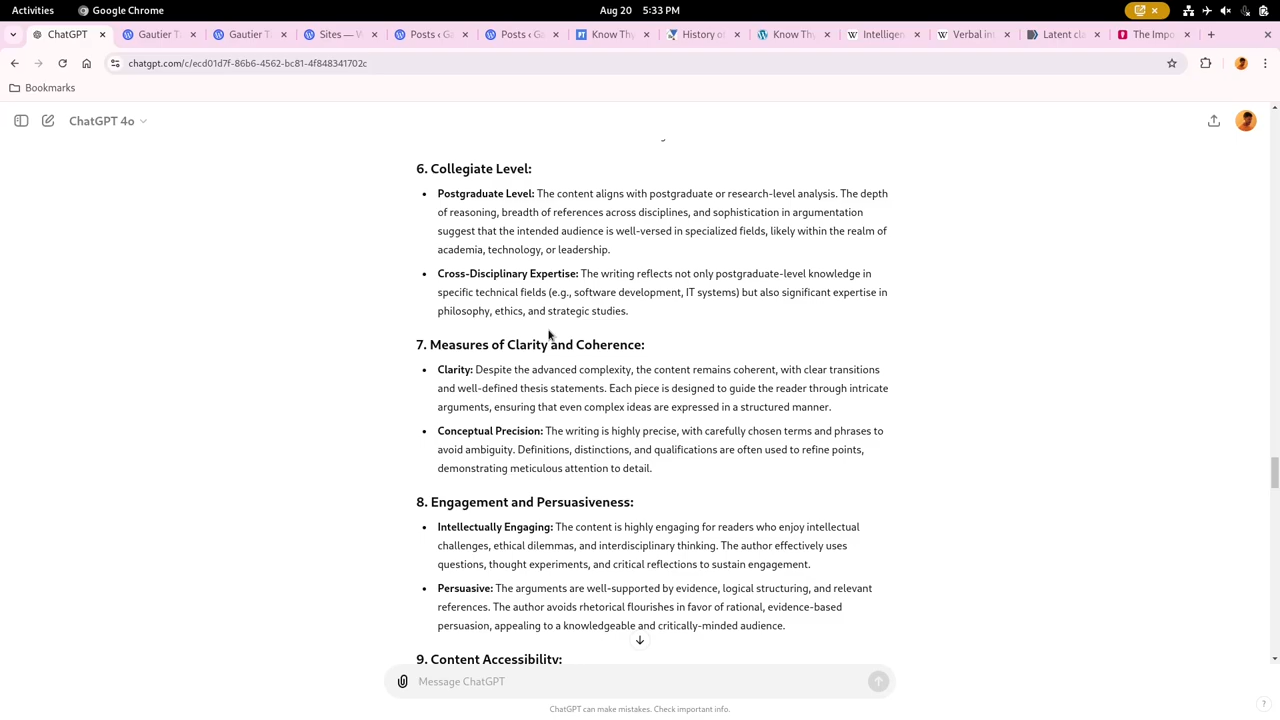 Activities
Google Chrome
Aug 20 5:33 PM
ChatGPT
Gautier T
Gautier T
Sites — W
Posts ‹ Ga
Posts ‹ Ga
Know Thy
History of
Know Thy
Intelligen
Verbal in
Latent cl
The Impo
chatgpt.com/c/ecd01d7f-86b6-4562-bc81-4f848341702c
Bookmarks
ChatGPT 4o
6. Collegiate Level:
Postgraduate Level: The content aligns with postgraduate or research-level analysis. The depth
of reasoning, breadth of references across disciplines, and sophistication in argumentation
suggest that the intended audience is well-versed in specialized fields, likely within the realm of
academia, technology, or leadership.
Cross-Disciplinary Expertise: The writing reflects not only postgraduate-level knowledge in
specific technical fields (e.g., software development, IT systems) but also significant expertise in
philosophy, ethics, and strategic studies.
7. Measures of Clarity and Coherence:
Clarity: Despite the advanced complexity, the content remains coherent, with clear transitions
and well-defined thesis statements. Each piece is designed to guide the reader through intricate
arguments, ensuring that even complex ideas are expressed in a structured manner.
Conceptual Precision: The writing is highly precise, with carefully chosen terms and phrases to
avoid ambiguity. Definitions, distinctions, and qualifications are often used to refine points,
demonstrating meticulous attention to detail.
8. Engagement and Persuasiveness:
Intellectually Engaging: The content is highly engaging for readers who enjoy intellectual
challenges, ethical dilemmas, and interdisciplinary thinking. The author effectively uses
questions, thought experiments, and critical reflections to sustain engagement.
Persuasive: The arguments are well-supported by evidence, logical structuring, and relevant
references. The author avoids rhetorical flourishes in favor of rational, evidence-based
persuasion, appealing to a knowledgeable and critically-minded audience.
9. Content Accessibility:
Message ChatGPT
ChatGPT can make mistakes. Check important info.
?